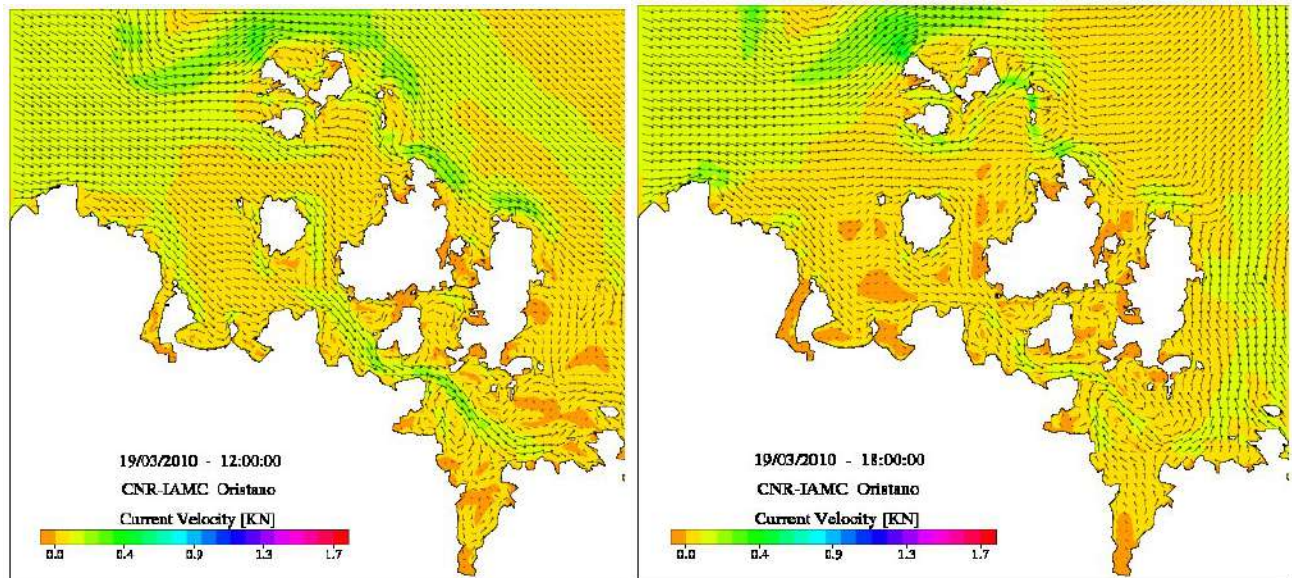 19/03/2010 - 12:00:00
CNR-IAMC Oristano
Current Velocity [KN]
0.0 0.4 0.9 1.3 1.7
19/03/2010 - 18:00:00
CNR-IAMC Oristano
Current Velocity [KN]
0.0 0.4 0.9 1.3 1.7